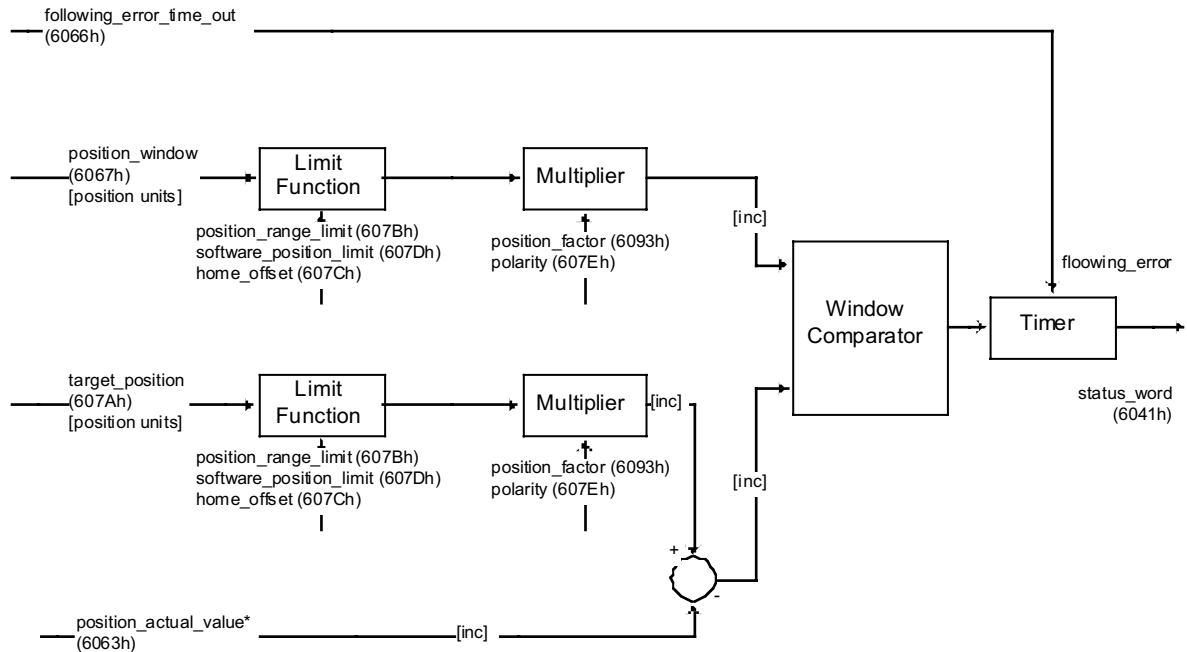 following_error_time_out
(6066h)
position_window
(6067h)
[position units]
Limit
Function
Multiplier
[inc]
position_range_limit (607Bh)
software_position_limit (607Dh)
home_offset (607Ch)
position_factor (6093h)
polarity (607Eh)
Window
Comparator
floowing_error
Timer
status_word
(6041h)
target_position
(607Ah)
[position units]
Limit
Function
Multiplier
[inc]
position_range_limit (607Bh)
software_position_limit (607Dh)
home_offset (607Ch)
position_factor (6093h)
polarity (607Eh)
[inc]
+
-
position_actual_value*
(6063h)
[inc]